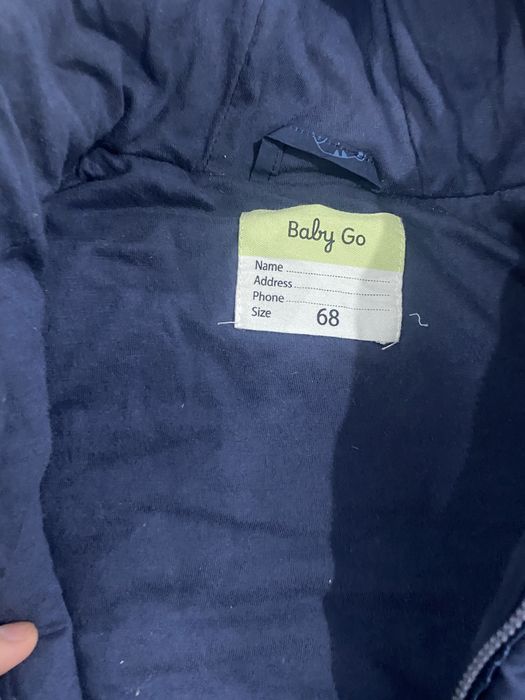 Baby Go
Name
Address
Phone
Size 68